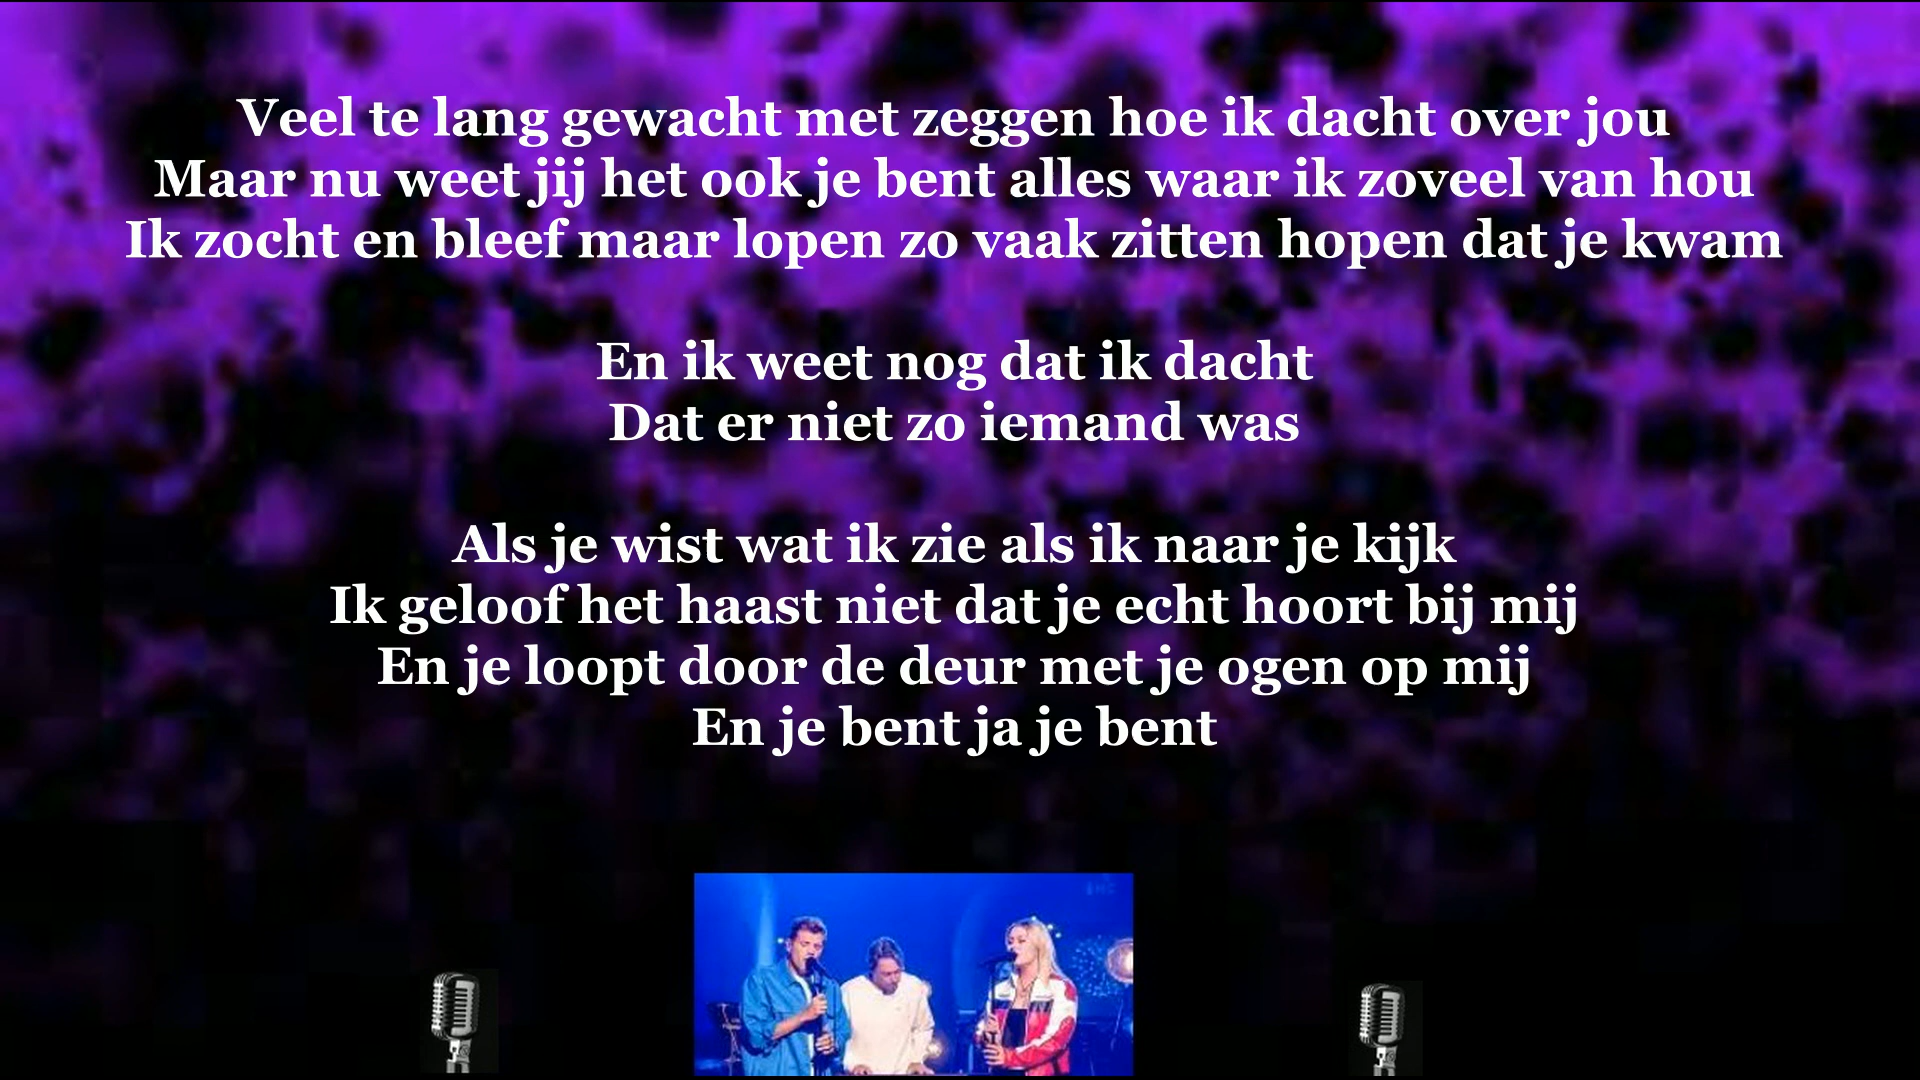 Veel te lang gewacht met zeggen hoe ik dacht over jou
Maar nu weet jij het ook je bent alles waar ik zoveel van hou
Ik zocht en bleef maar lopen zo vaak zitten hopen dat je kwam
En ik weet nog dat ik dacht
Dat er niet zo iemand was
Als je wist wat ik zie als ik naar je kijk
Ik geloof het haast niet dat je echt hoort bij mij
En je loopt door de deur met je ogen op mij
En je bent ja je bent